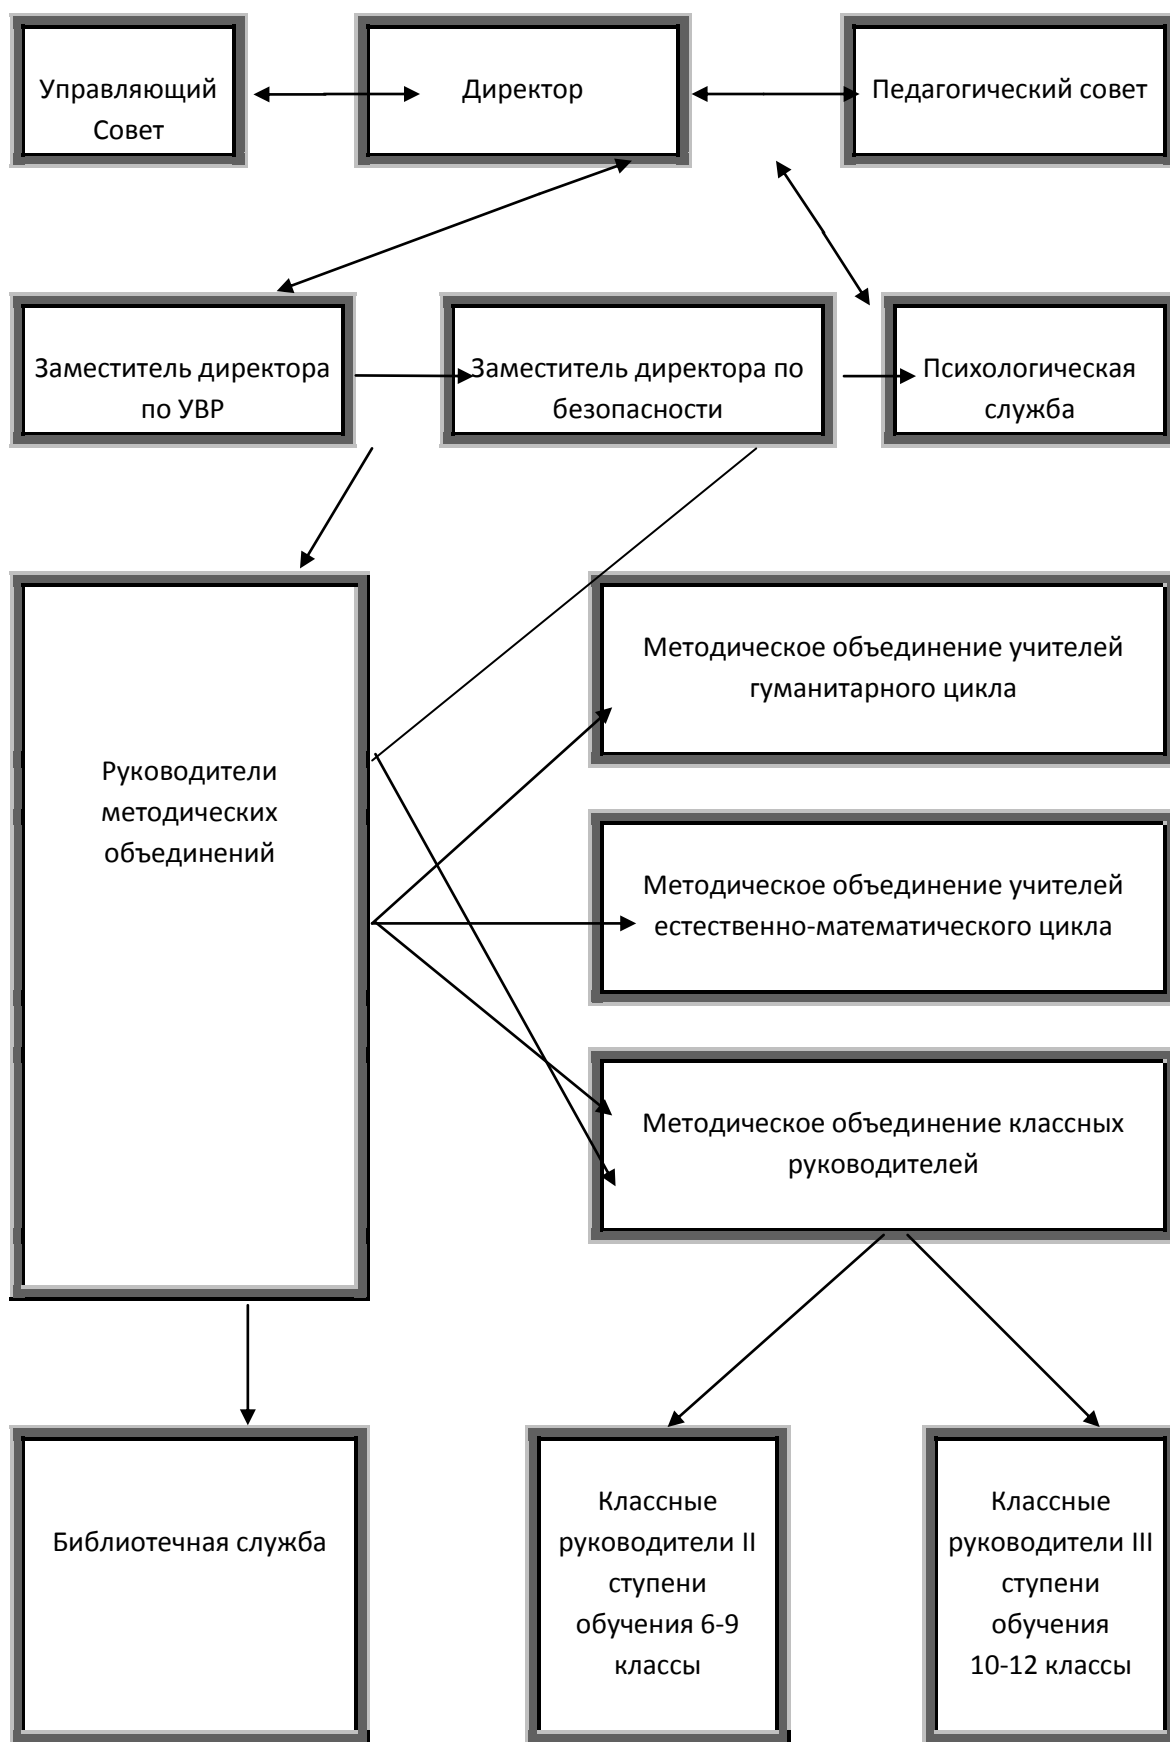 Управляющий
Совет
Директор
Педагогический совет
Заместитель директора
по УВР
Заместитель директора по
безопасности
Психологическая
служба
Руководители
методических
объединений
Методическое объединение учителей
гуманитарного цикла
Методическое объединение учителей
естественно-математического цикла
Методическое объединение классных
руководителей
Библиотечная служба
Классные
руководители II
ступени
обучения 6-9
классы
Классные
руководители III
ступени
обучения
10-12 классы